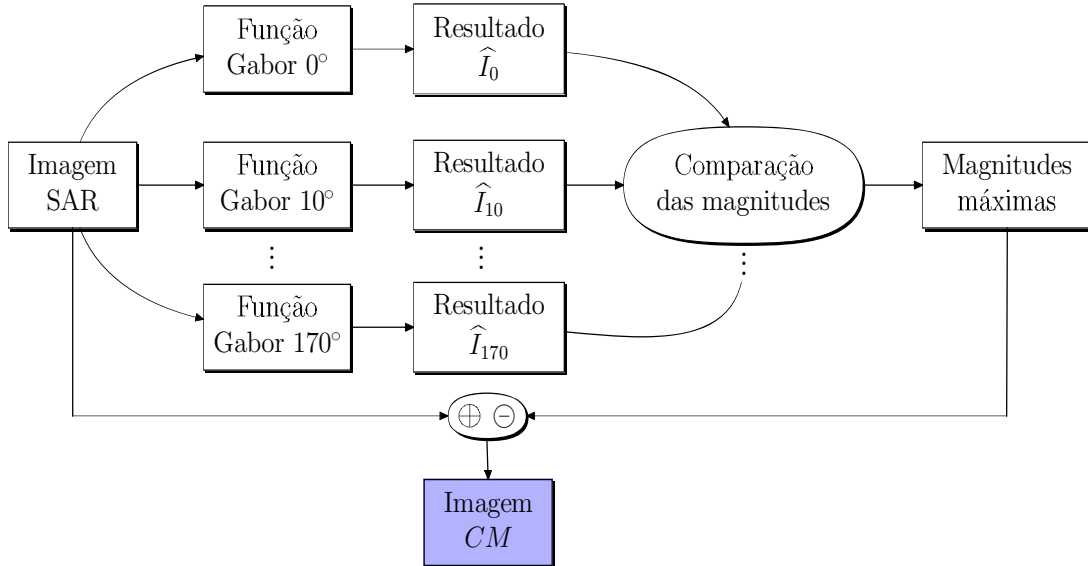 Função
Gabor 0°
Resultado
Î₀
Imagem
SAR
Função
Gabor 10°
Resultado
Î₁₀
Comparação
das magnitudes
Magnitudes
máximas
⋮
⋮
⋮
Função
Gabor 170°
Resultado
Î₁₇₀
⊕ ⊖
Imagem
CM